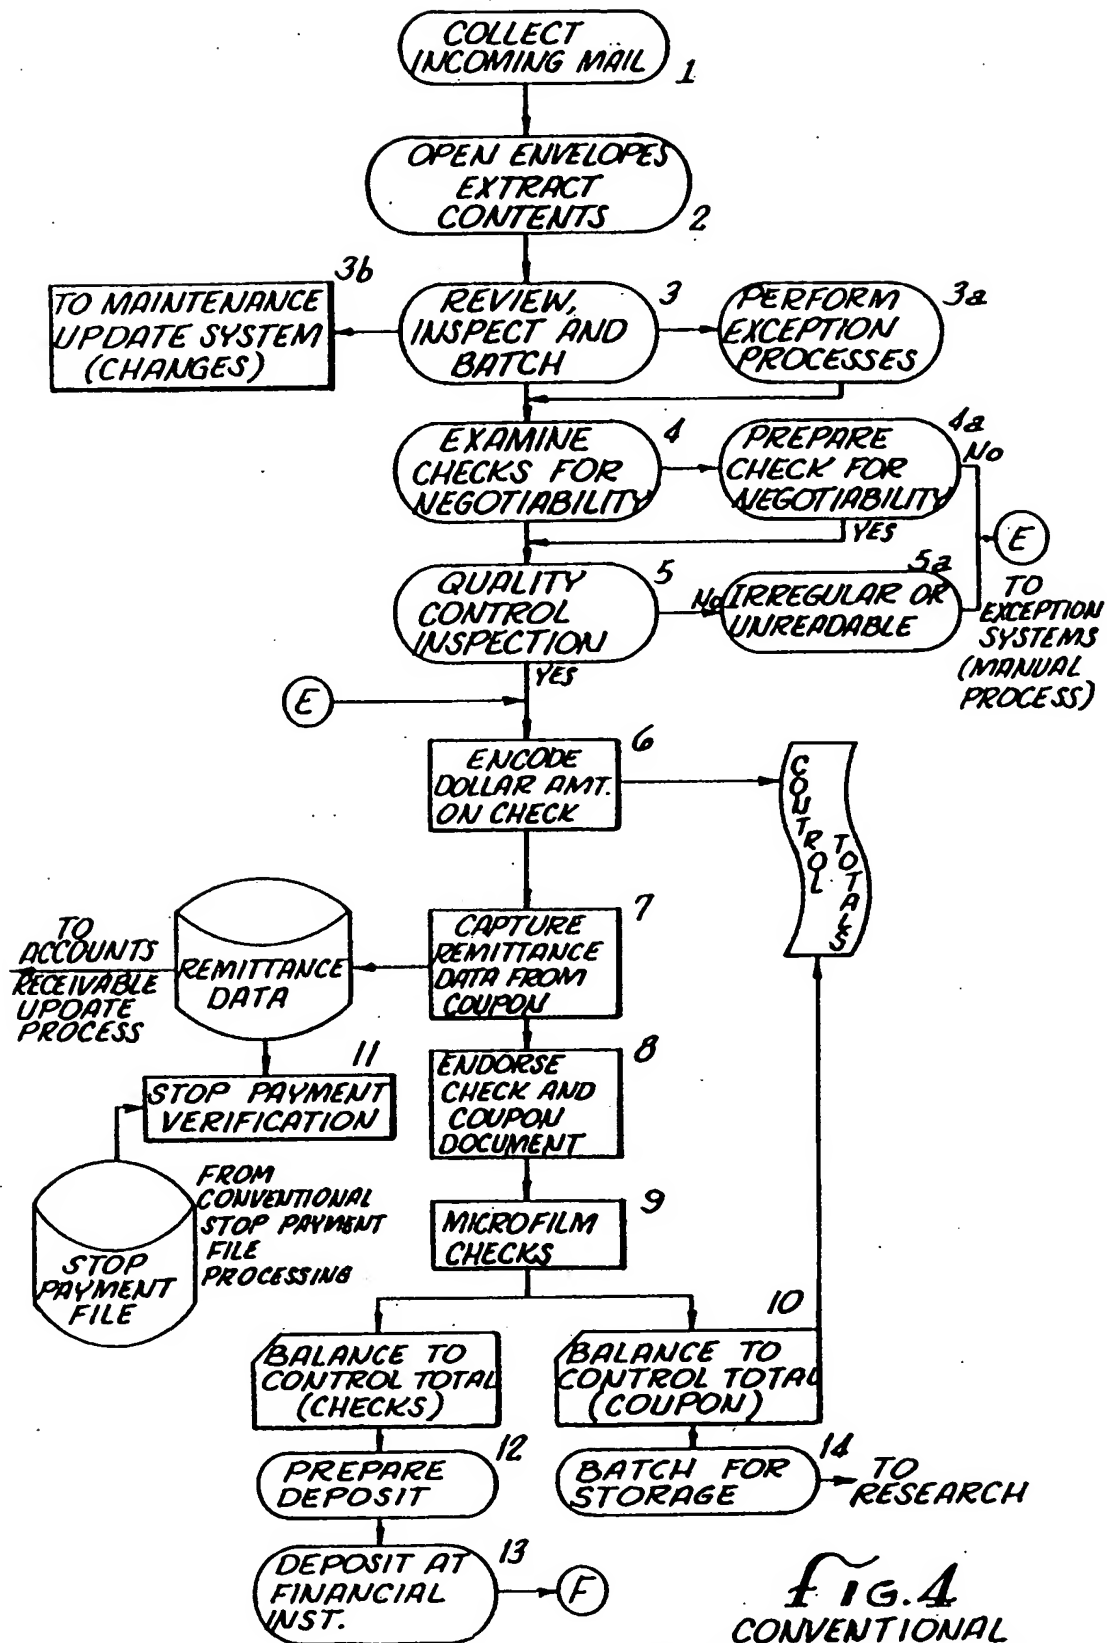 COLLECT
INCOMING MAIL
1
OPEN ENVELOPES
EXTRACT
CONTENTS
2
3b
TO MAINTENANCE
UPDATE SYSTEM
(CHANGES)
REVIEW,
INSPECT AND
BATCH
3
PERFORM
EXCEPTION
PROCESSES
3a
EXAMINE
CHECKS FOR
NEGOTIABILITY
4
PREPARE
CHECK FOR
NEGOTIABILITY
4a
NO
YES
E
TO
EXCEPTION
SYSTEMS
(MANUAL
PROCESS)
QUALITY
CONTROL
INSPECTION
5
NO
IRREGULAR OR
UNREADABLE
5a
YES
E
6
ENCODE
DOLLAR AMT.
ON CHECK
CONTROL
TOTALS
7
CAPTURE
REMITTANCE
DATA FROM
COUPON
REMITTANCE
DATA
TO
ACCOUNTS
RECEIVABLE
UPDATE
PROCESS
8
ENDORSE
CHECK AND
COUPON
DOCUMENT
11
STOP PAYMENT
VERIFICATION
FROM
CONVENTIONAL
STOP PAYMENT
FILE
PROCESSING
STOP
PAYMENT
FILE
9
MICROFILM
CHECKS
10
BALANCE TO
CONTROL TOTAL
(CHECKS)
BALANCE TO
CONTROL TOTAL
(COUPON)
12
PREPARE
DEPOSIT
14
BATCH FOR
STORAGE
TO
RESEARCH
13
DEPOSIT AT
FINANCIAL
INST.
F
FIG.4
CONVENTIONAL